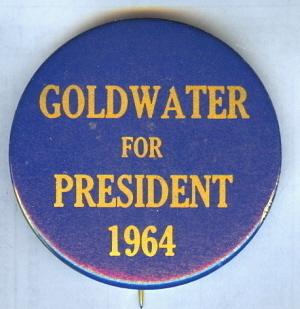 GOLDWATER
FOR
PRESIDENT
1964